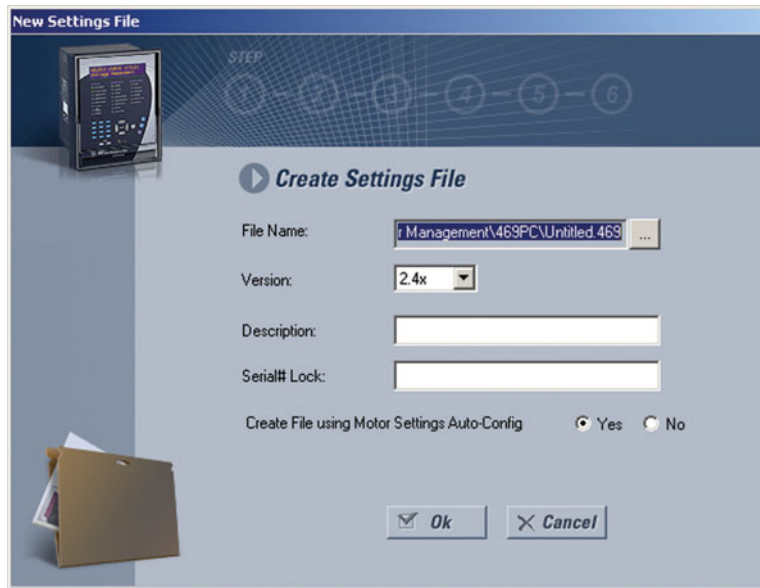 New Settings File
STEP
1 - 2 - 3 - 4 - 5 - 6
Create Settings File
File Name:
r Management\469PC\Untitled.469
...
Version:
2.4x
Description:
Serial# Lock:
Create File using Motor Settings Auto-Config
Yes
No
Ok
Cancel